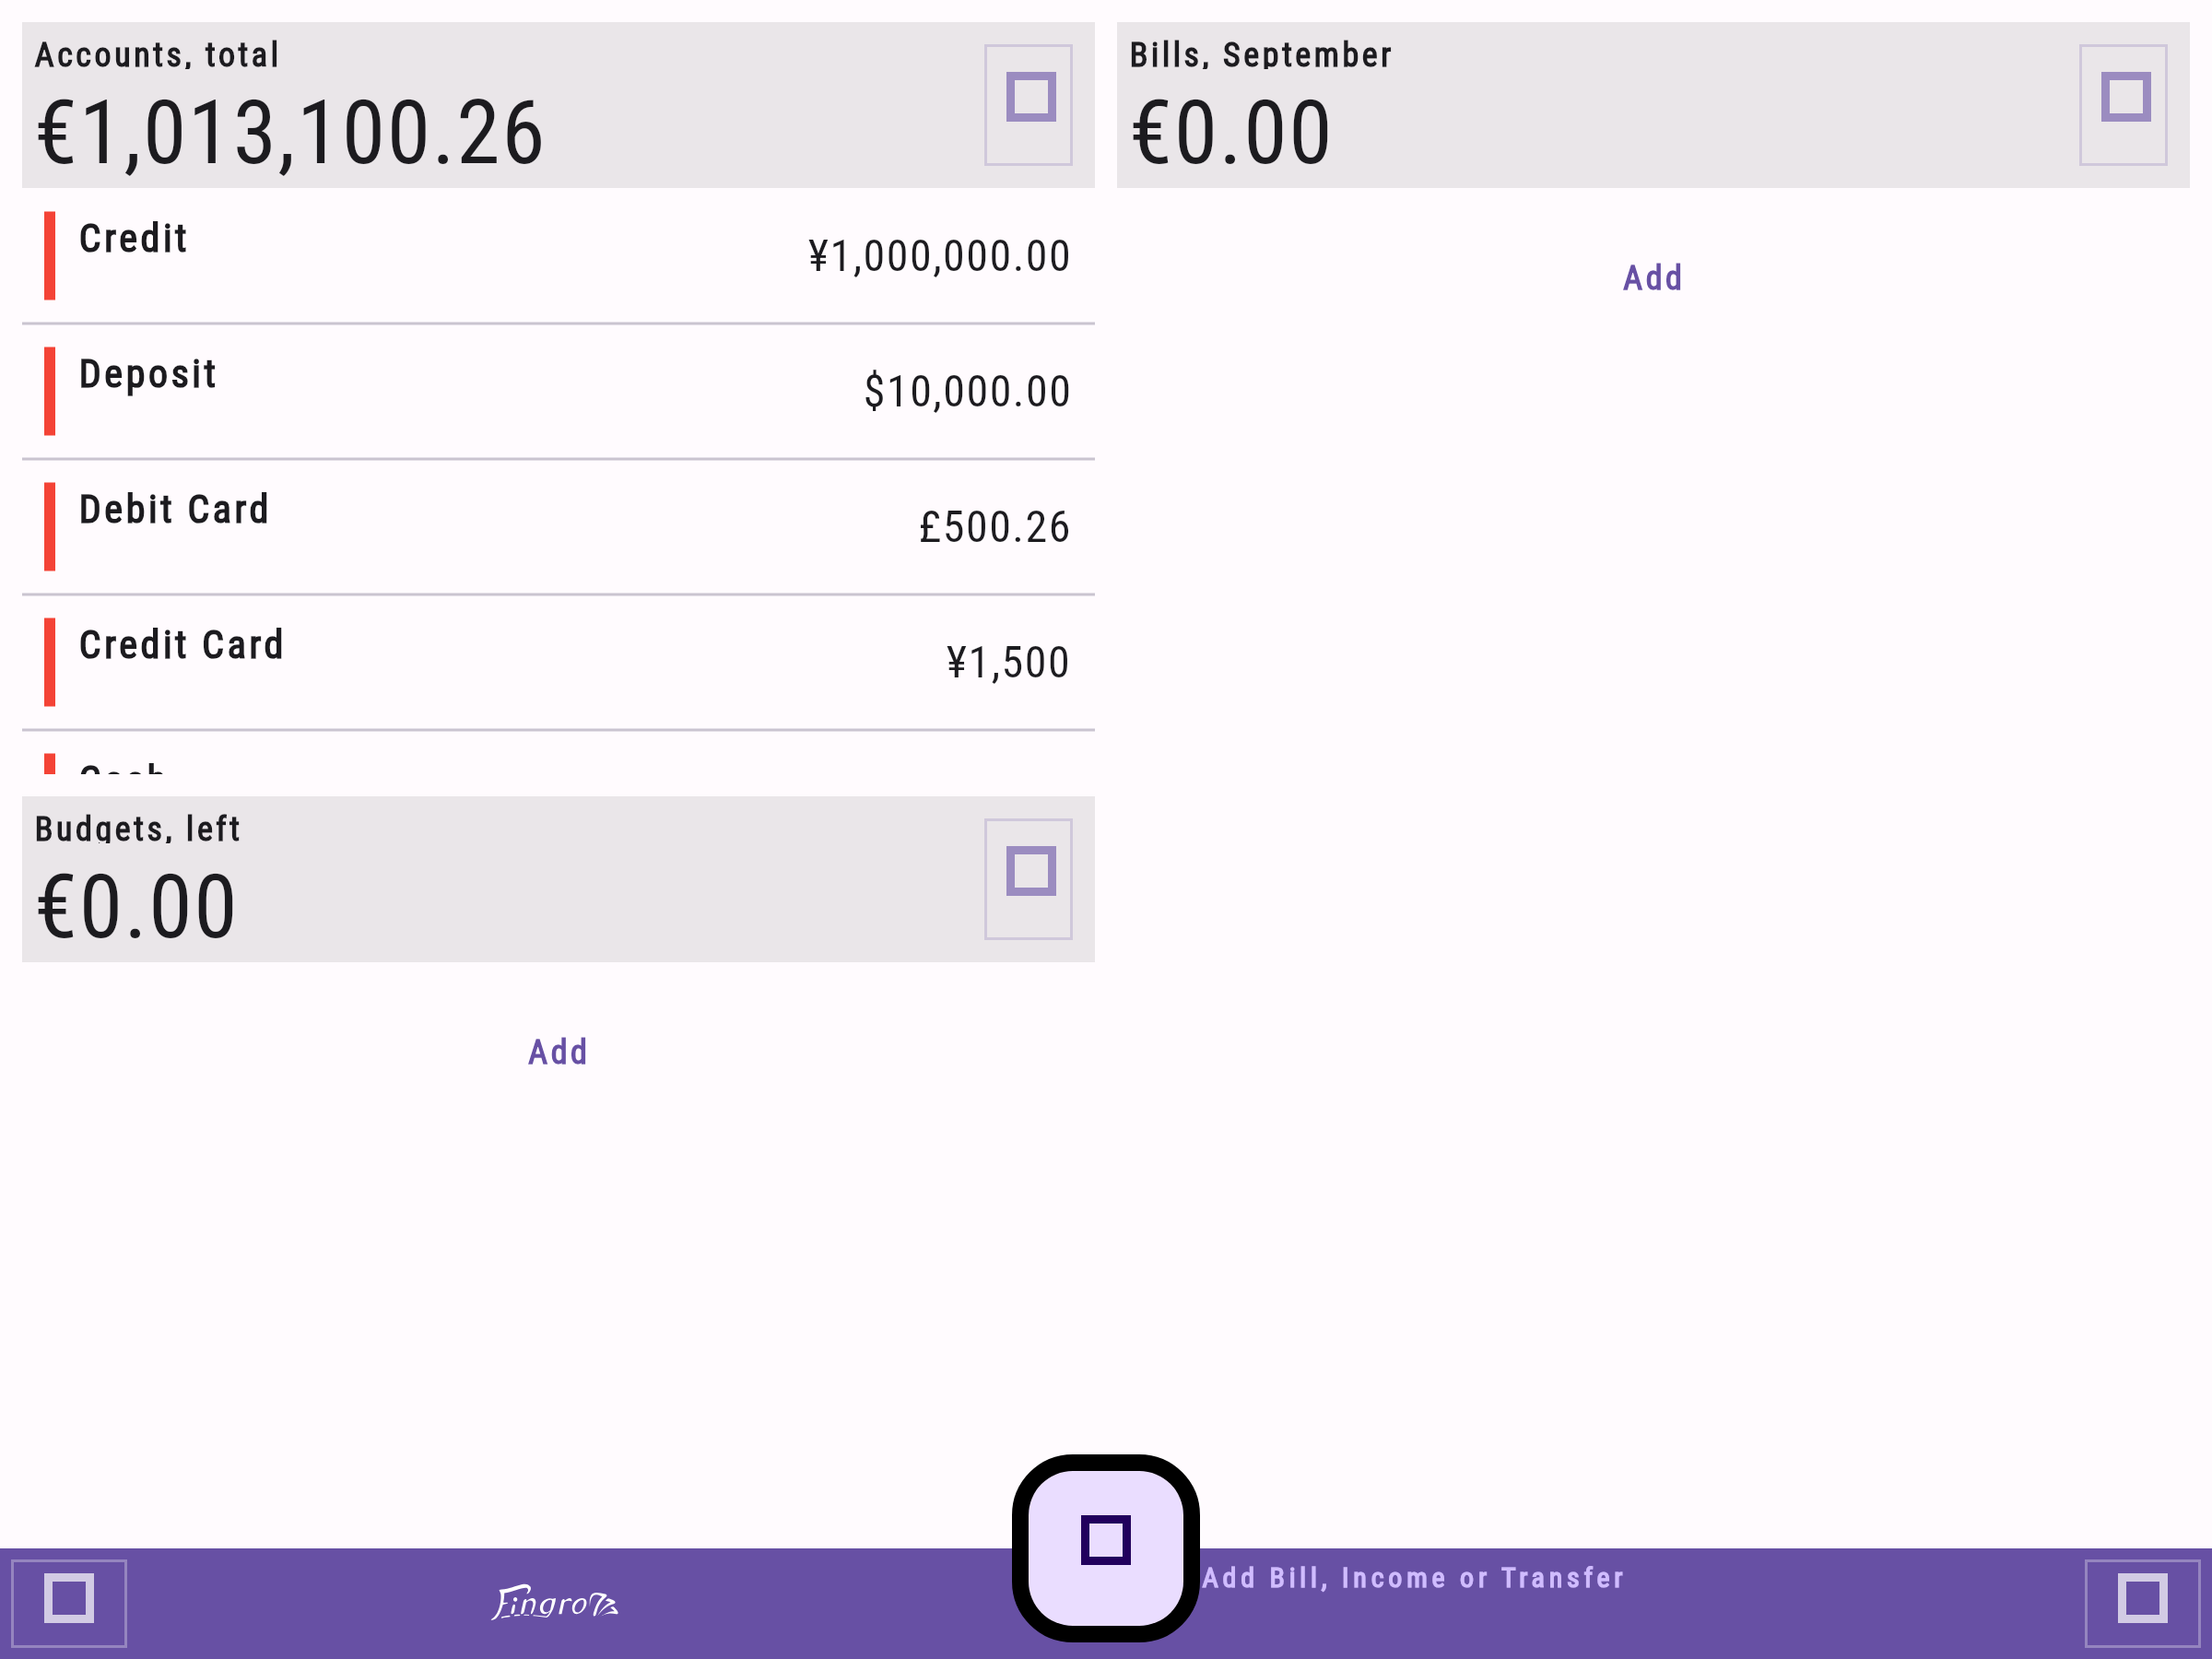 Accounts, total
€1,013,100.26
Credit
¥1,000,000.00
Deposit
$10,000.00
Debit Card
£500.26
Credit Card
¥1,500
Cash
Budgets, left
€0.00
Add
Bills, September
€0.00
Add
Add Bill, Income or Transfer